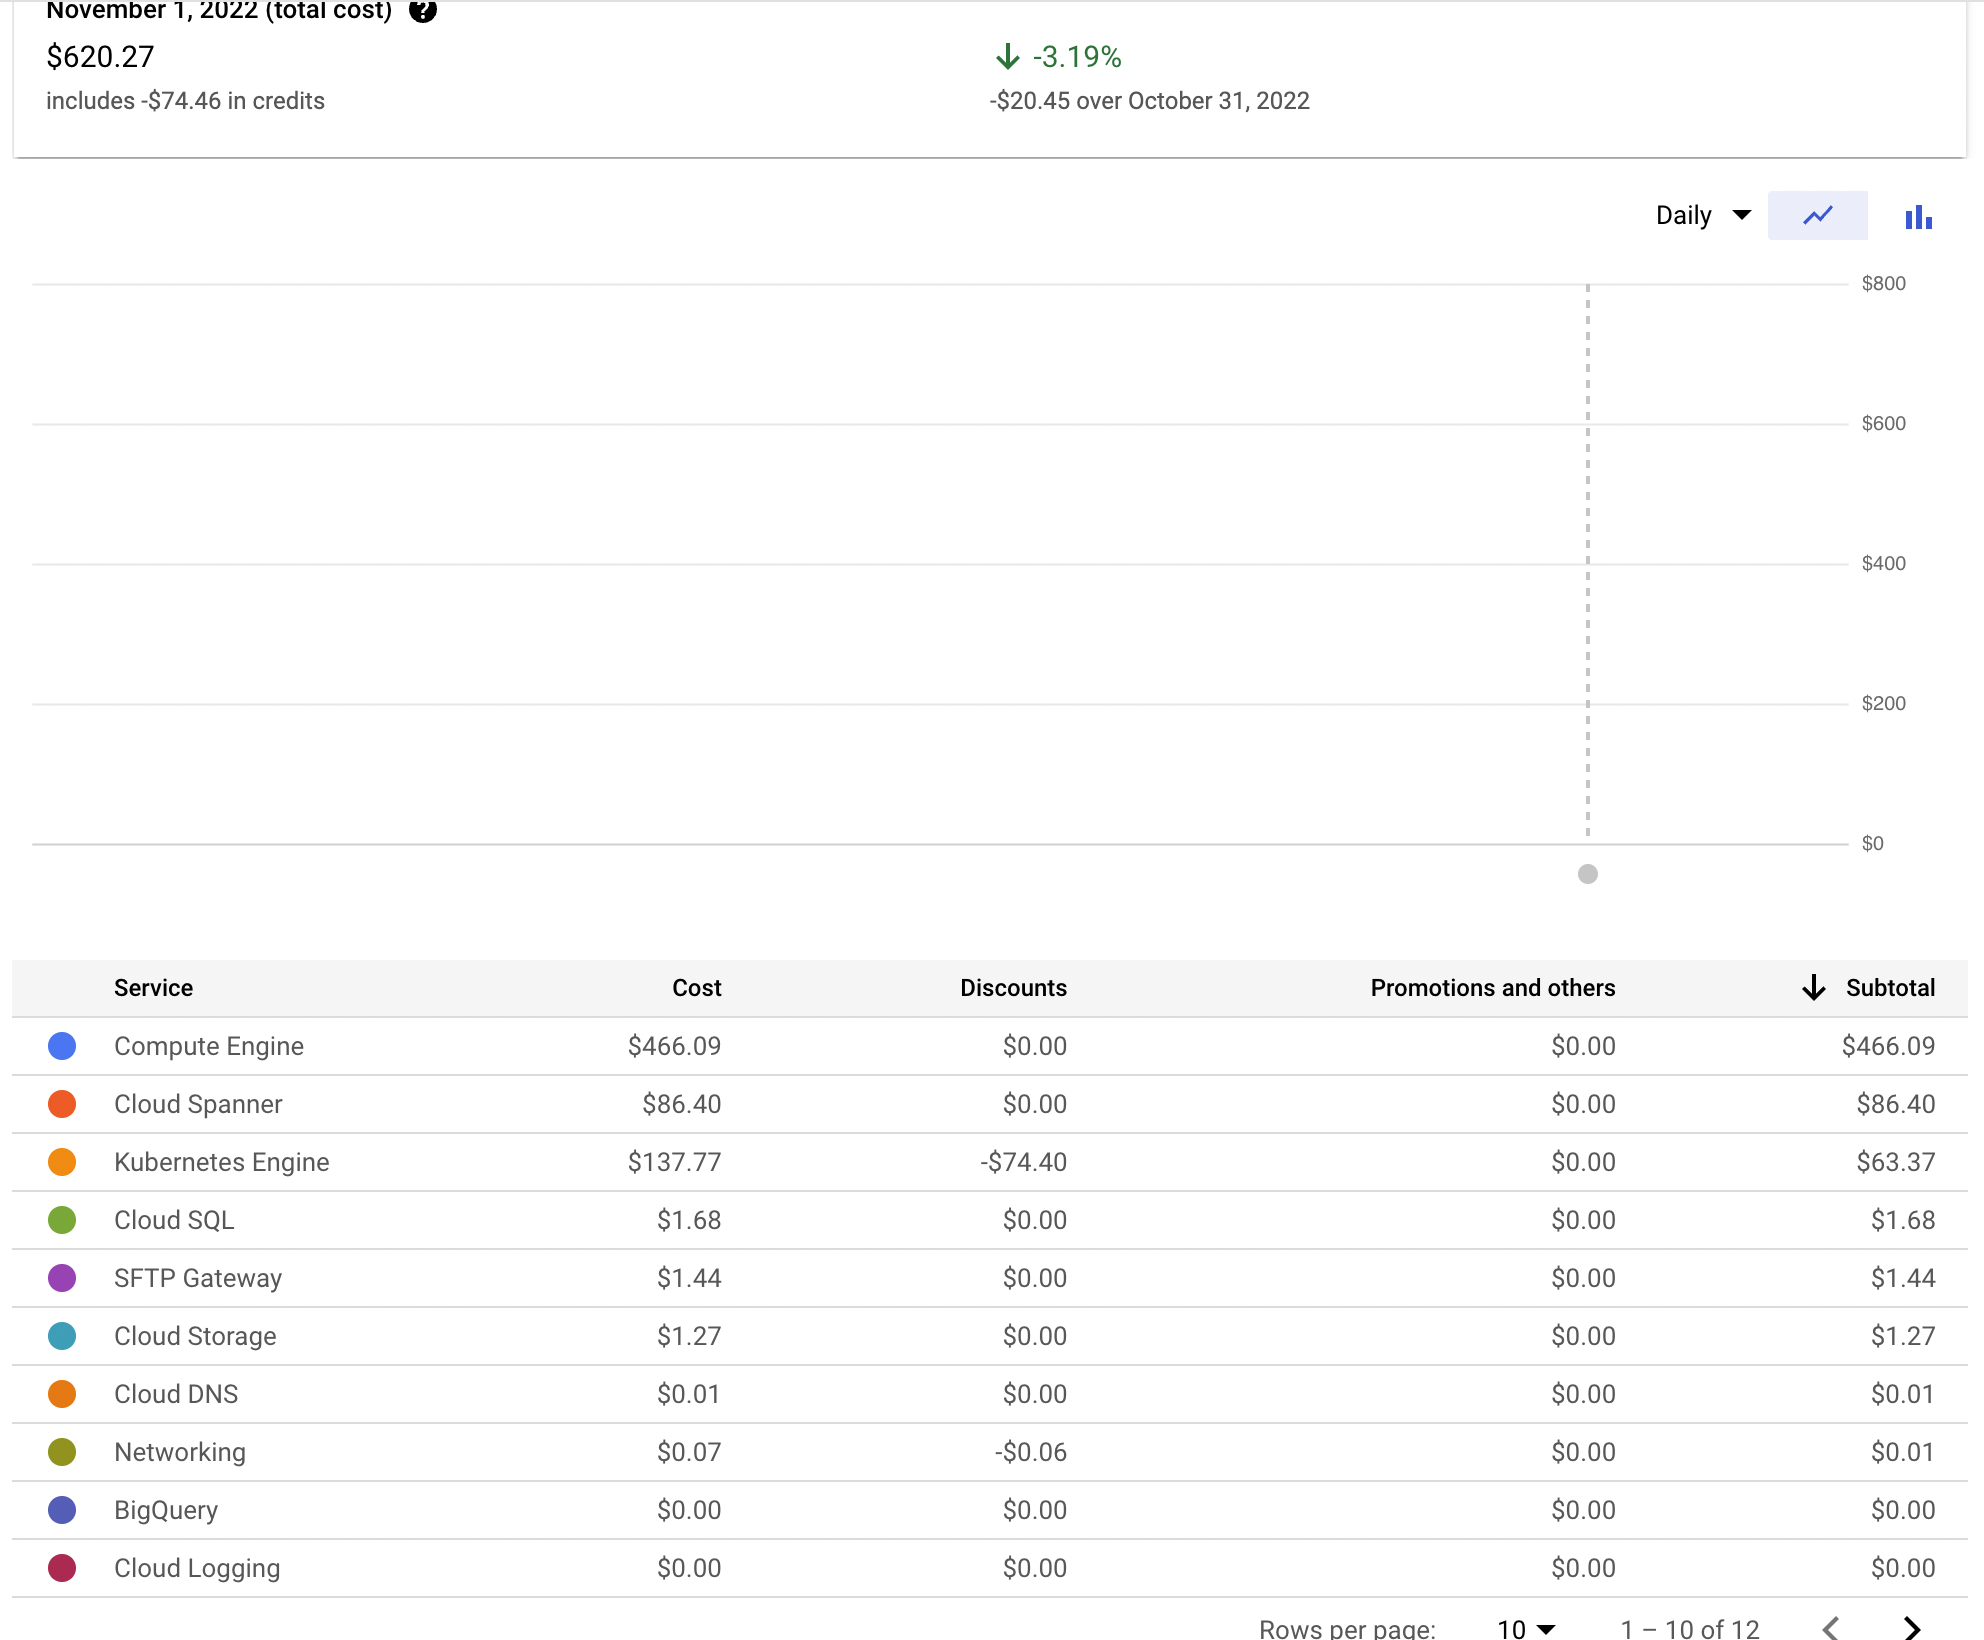 November 1, 2022 (total cost) ?
$620.27
includes -$74.46 in credits
-3.19%
-$20.45 over October 31, 2022
Daily
$800
$600
$400
$200
$0
Service Cost Discounts Promotions and others Subtotal
Compute Engine $466.09 $0.00 $0.00 $466.09
Cloud Spanner $86.40 $0.00 $0.00 $86.40
Kubernetes Engine $137.77 -$74.40 $0.00 $63.37
Cloud SQL $1.68 $0.00 $0.00 $1.68
SFTP Gateway $1.44 $0.00 $0.00 $1.44
Cloud Storage $1.27 $0.00 $0.00 $1.27
Cloud DNS $0.01 $0.00 $0.00 $0.01
Networking $0.07 -$0.06 $0.00 $0.01
BigQuery $0.00 $0.00 $0.00 $0.00
Cloud Logging $0.00 $0.00 $0.00 $0.00
Rows per page: 10 1 – 10 of 12